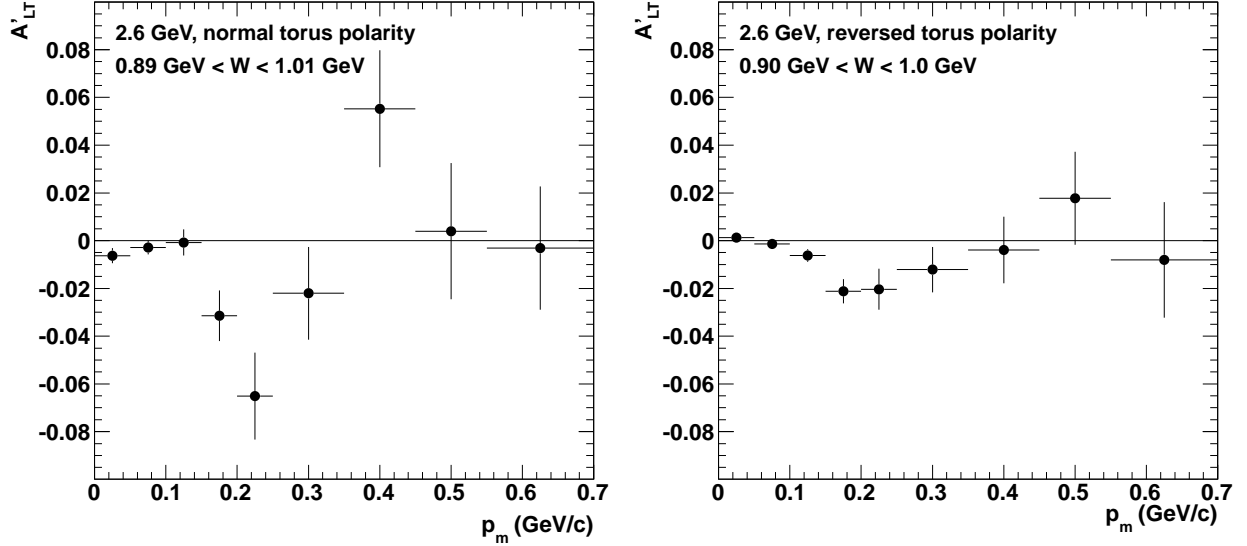 A'LT
2.6 GeV, normal torus polarity
0.89 GeV < W < 1.01 GeV
0.08
0.06
0.04
0.02
0
-0.02
-0.04
-0.06
-0.08
0 0.1 0.2 0.3 0.4 0.5 0.6 0.7
pm (GeV/c)
A'LT
2.6 GeV, reversed torus polarity
0.90 GeV < W < 1.0 GeV
0.08
0.06
0.04
0.02
0
-0.02
-0.04
-0.06
-0.08
0 0.1 0.2 0.3 0.4 0.5 0.6 0.7
pm (GeV/c)